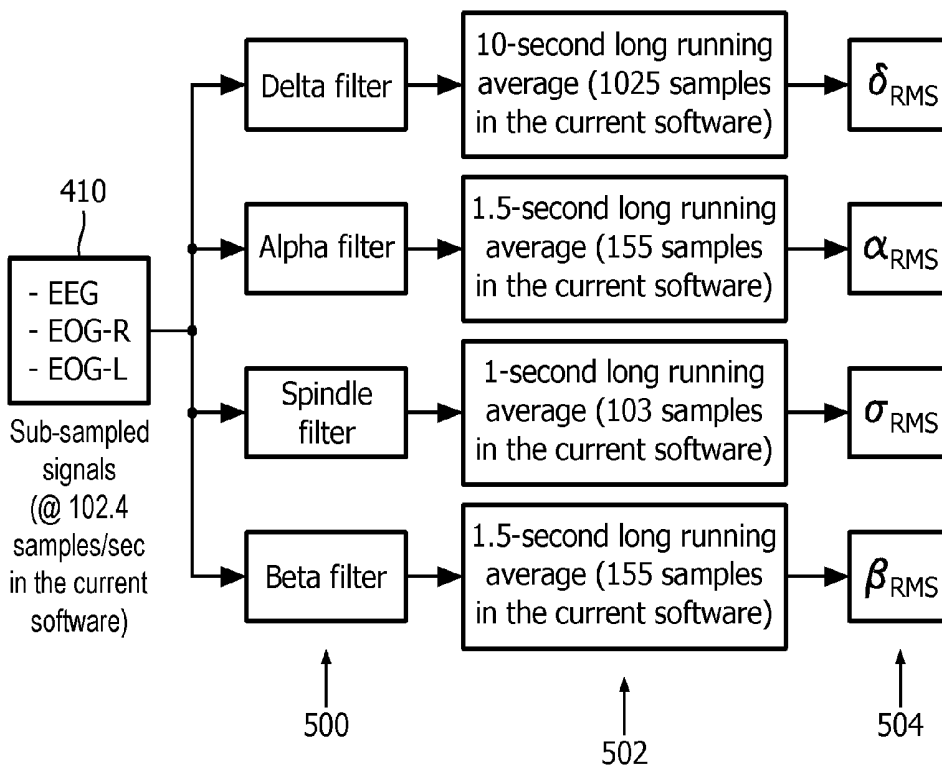 410
- EEG
- EOG-R
- EOG-L
Sub-sampled
signals
(@ 102.4
samples/sec
in the current
software)
Delta filter
10-second long running
average (1025 samples
in the current software)
δRMS
Alpha filter
1.5-second long running
average (155 samples
in the current software)
αRMS
Spindle
filter
1-second long running
average (103 samples
in the current software)
σRMS
Beta filter
1.5-second long running
average (155 samples
in the current software)
βRMS
500
502
504